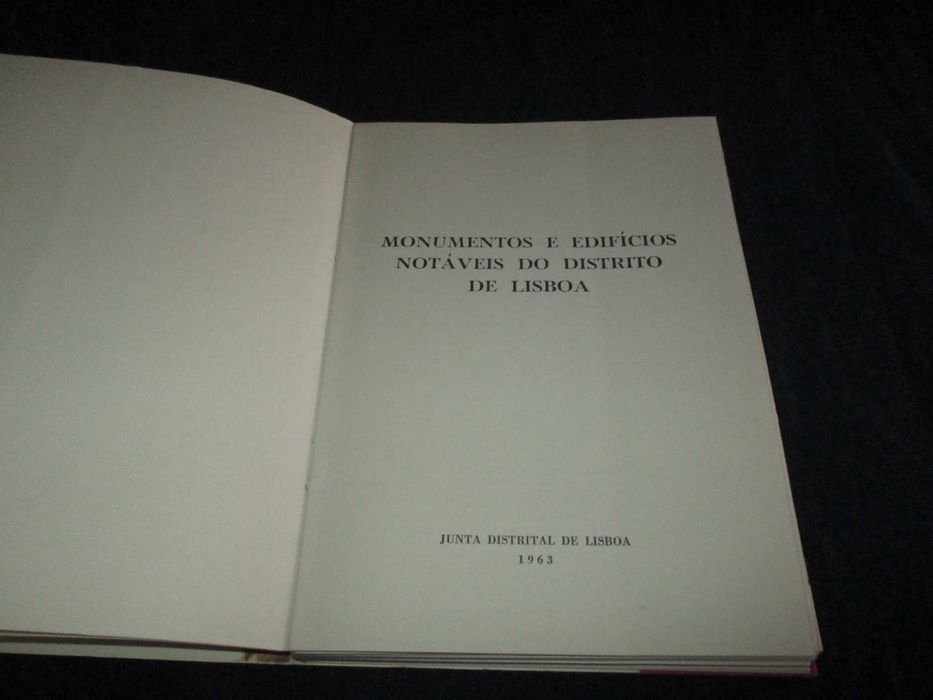 MONUMENTOS E EDIFÍCIOS
NOTÁVEIS DO DISTRITO
DE LISBOA
JUNTA DISTRITAL DE LISBOA
1963